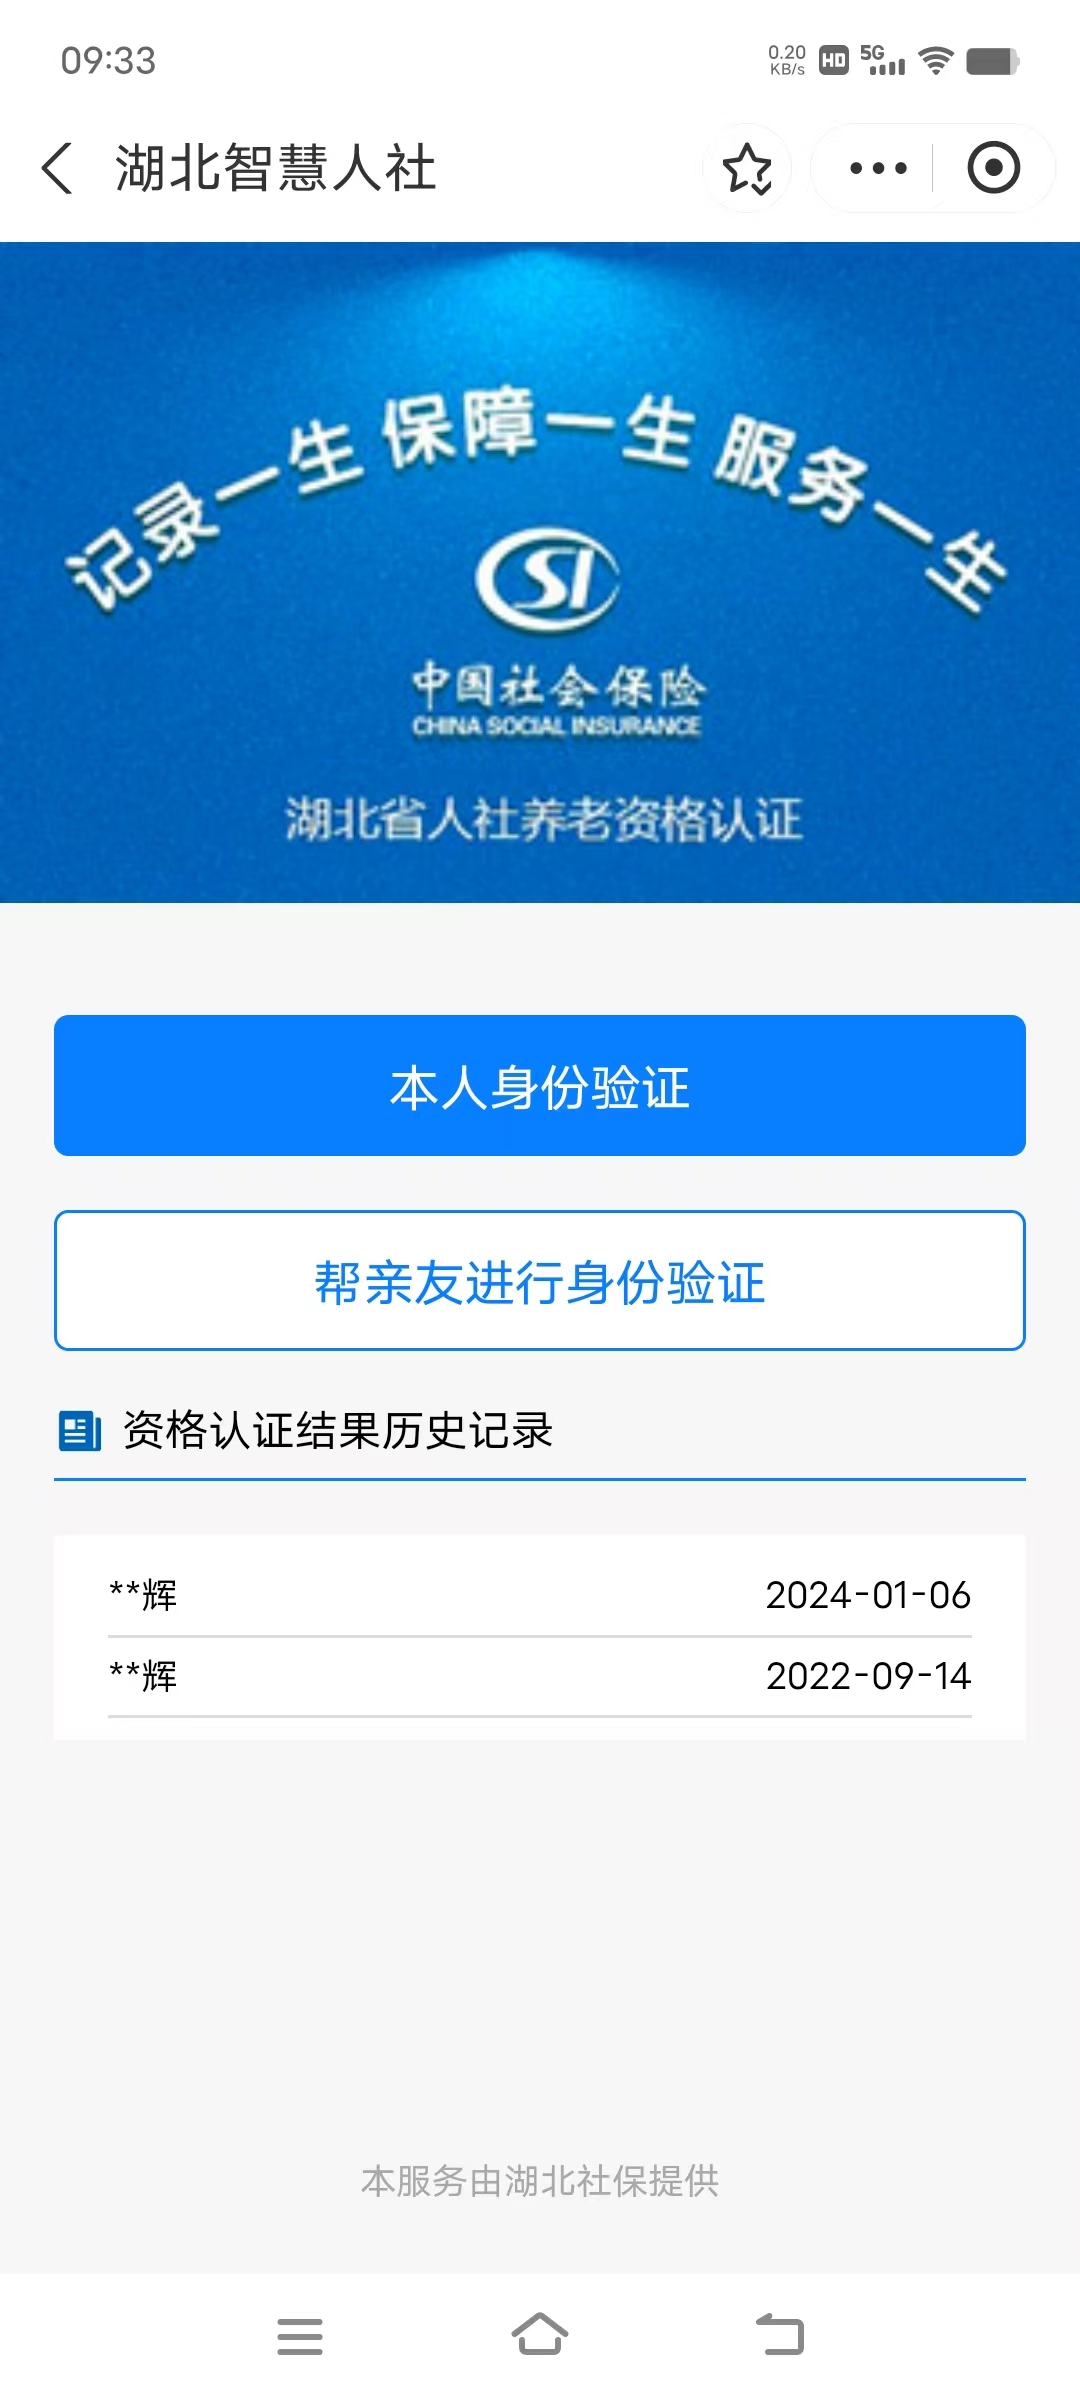 09:33
0.20
KB/s
HD
5G
湖北智慧人社
记录一生 保障一生 服务一生
SI
中国社会保险
CHINA SOCIAL INSURANCE
湖北省人社养老资格认证
本人身份验证
帮亲友进行身份验证
资格认证结果历史记录
**辉 2024-01-06
**辉 2022-09-14
本服务由湖北社保提供